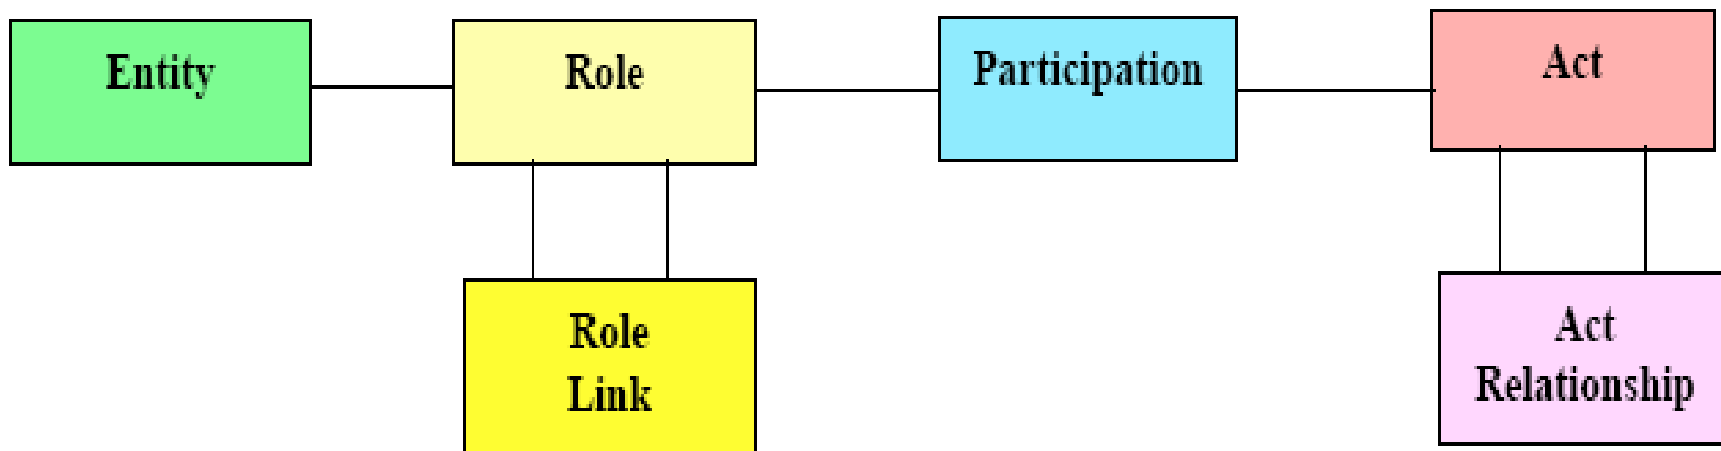 Entity
Role
Participation
Act
Role
Link
Act
Relationship